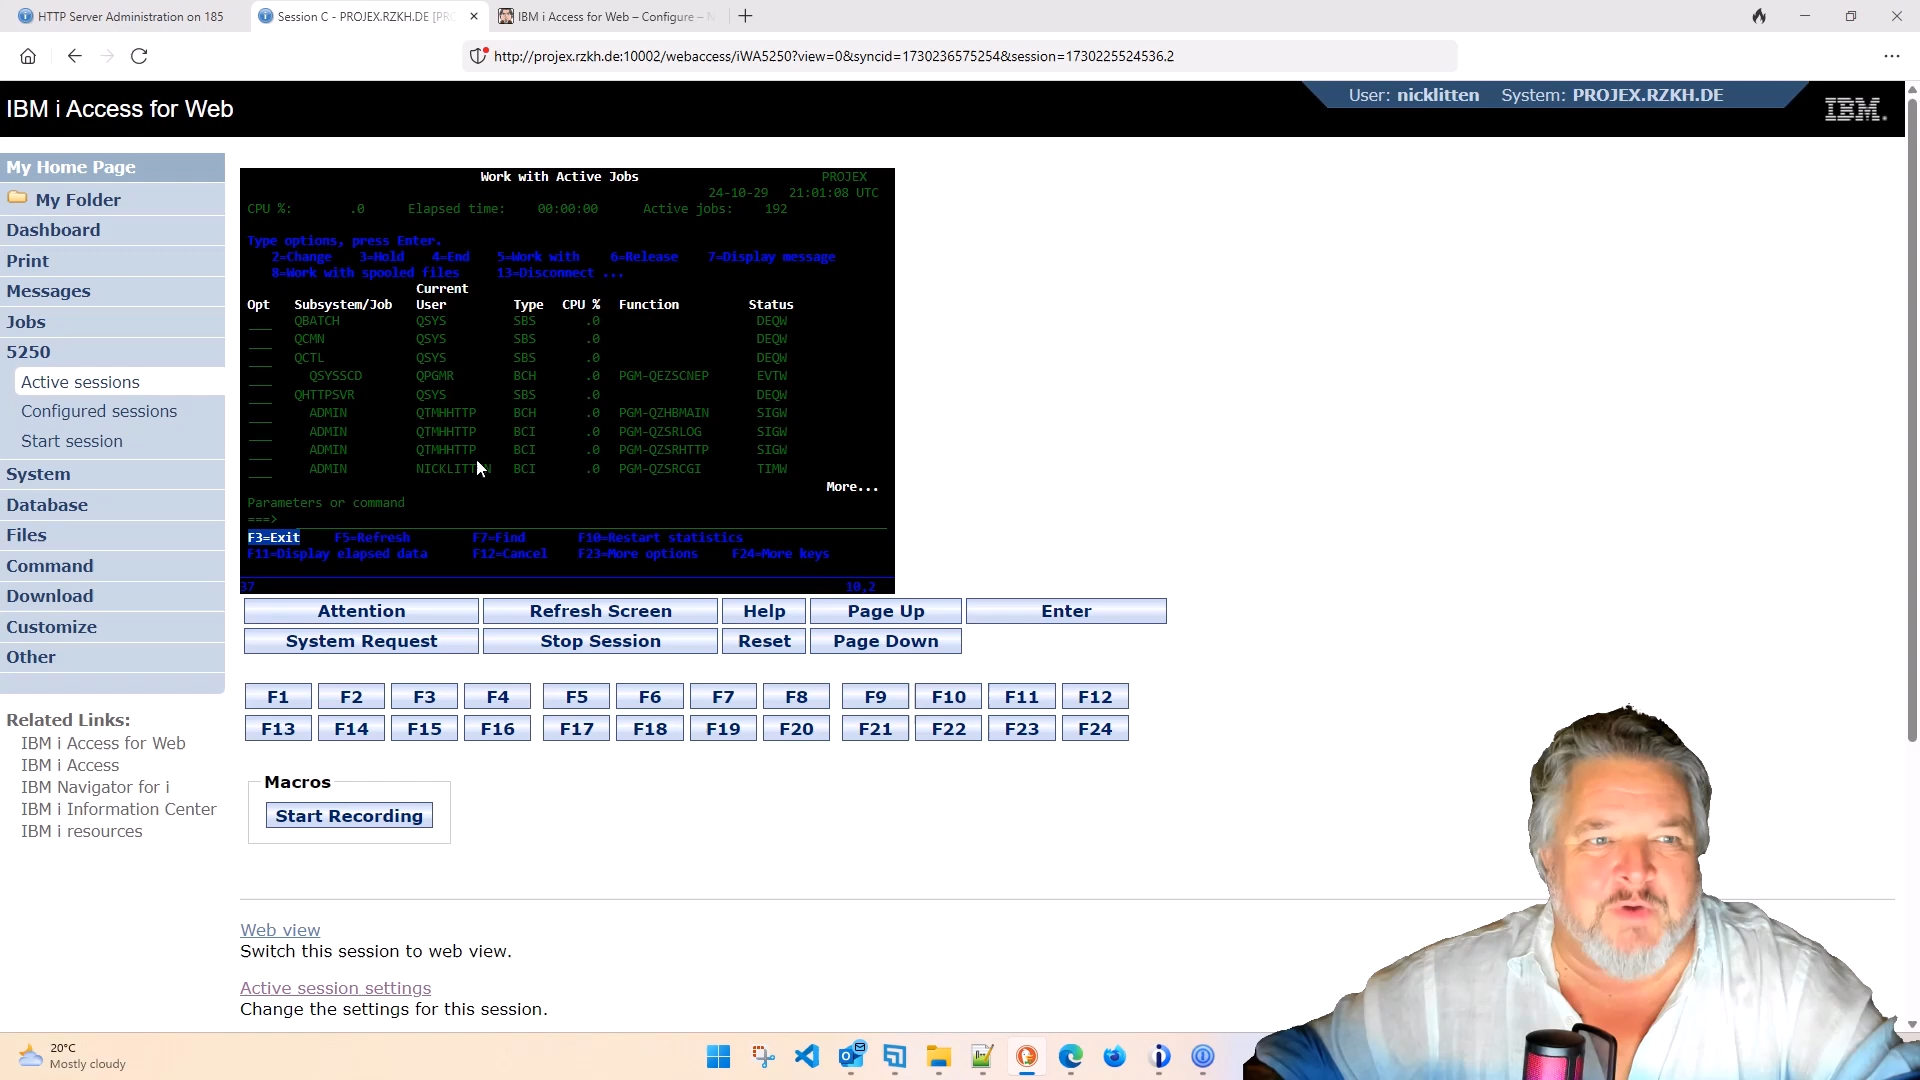 HTTP Server Administration on 185
Session C - PROJEX.RZKH.DE [PRO
IBM i Access for Web – Configure – N
http://projex.rzkh.de:10002/webaccess/iWA5250?view=0&syncid=1730236575254&session=1730225524536.2
IBM i Access for Web
User: nicklitten System: PROJEX.RZKH.DE
IBM.
My Home Page
My Folder
Dashboard
Print
Messages
Jobs
5250
Active sessions
Configured sessions
Start session
System
Database
Files
Command
Download
Customize
Other
Related Links:
IBM i Access for Web
IBM i Access
IBM Navigator for i
IBM i Information Center
IBM i resources
Work with Active Jobs PROJEX
24-10-29 21:01:08 UTC
CPU %: .0 Elapsed time: 00:00:00 Active jobs: 192
Type options, press Enter.
2=Change 3=Hold 4=End 5=Work with 6=Release 7=Display message
8=Work with spooled files 13=Disconnect ...
Current
Opt Subsystem/Job User Type CPU % Function Status
QBATCH QSYS SBS .0 DEQW
QCMN QSYS SBS .0 DEQW
QCTL QSYS SBS .0 DEQW
QSYSSCD QPGMR BCH .0 PGM-QEZSCNEP EVTW
QHTTPSVR QSYS SBS .0 DEQW
ADMIN QTMHHTTP BCH .0 PGM-QZHBMAIN SIGW
ADMIN QTMHHTTP BCI .0 PGM-QZSRLOG SIGW
ADMIN QTMHHTTP BCI .0 PGM-QZSRHTTP SIGW
ADMIN NICKLITTEN BCI .0 PGM-QZSRCGI TIMW
More...
Parameters or command
===>
F3=Exit F5=Refresh F7=Find F10=Restart statistics
F11=Display elapsed data F12=Cancel F23=More options F24=More keys
37 10,2
Attention Refresh Screen Help Page Up Enter
System Request Stop Session Reset Page Down
F1 F2 F3 F4 F5 F6 F7 F8 F9 F10 F11 F12
F13 F14 F15 F16 F17 F18 F19 F20 F21 F22 F23 F24
Macros
Start Recording
Web view
Switch this session to web view.
Active session settings
Change the settings for this session.
20°C
Mostly cloudy